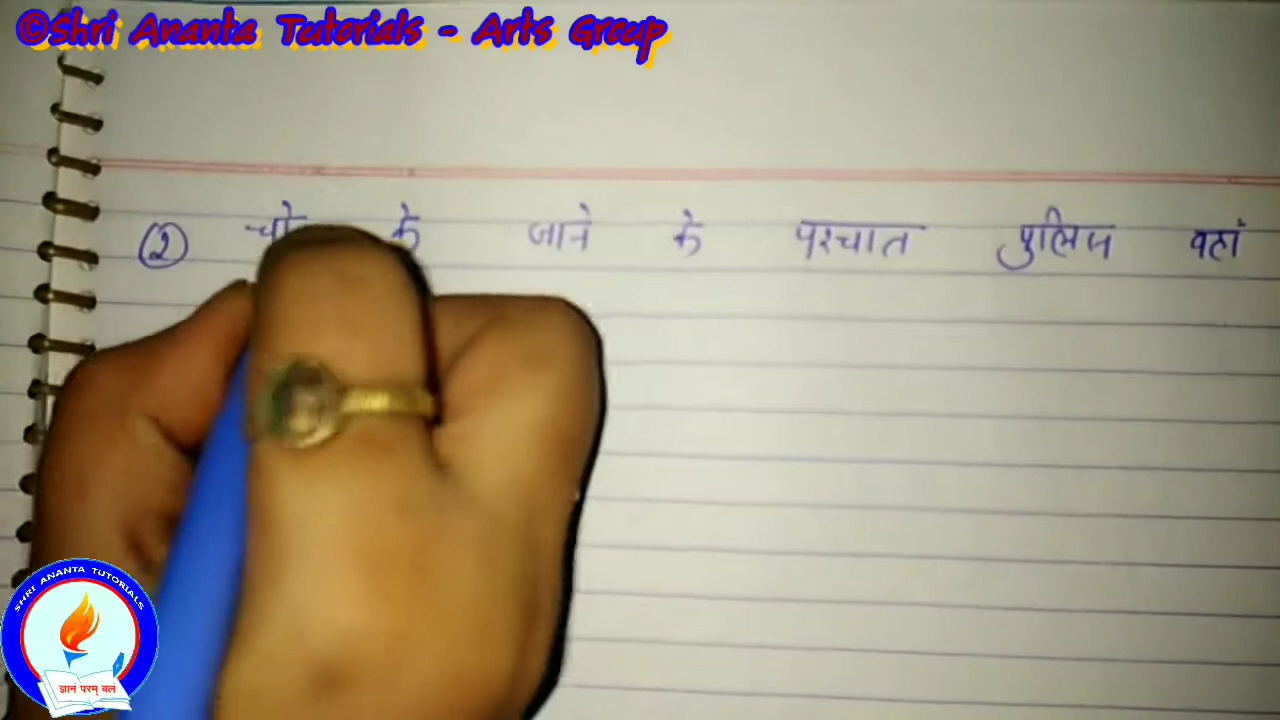 ©Shri Ananta Tutorials - Arts Group
② के जाने के पश्चात पुलिस वहां
SHRI ANANTA TUTORIALS
ज्ञानं परम् बलं